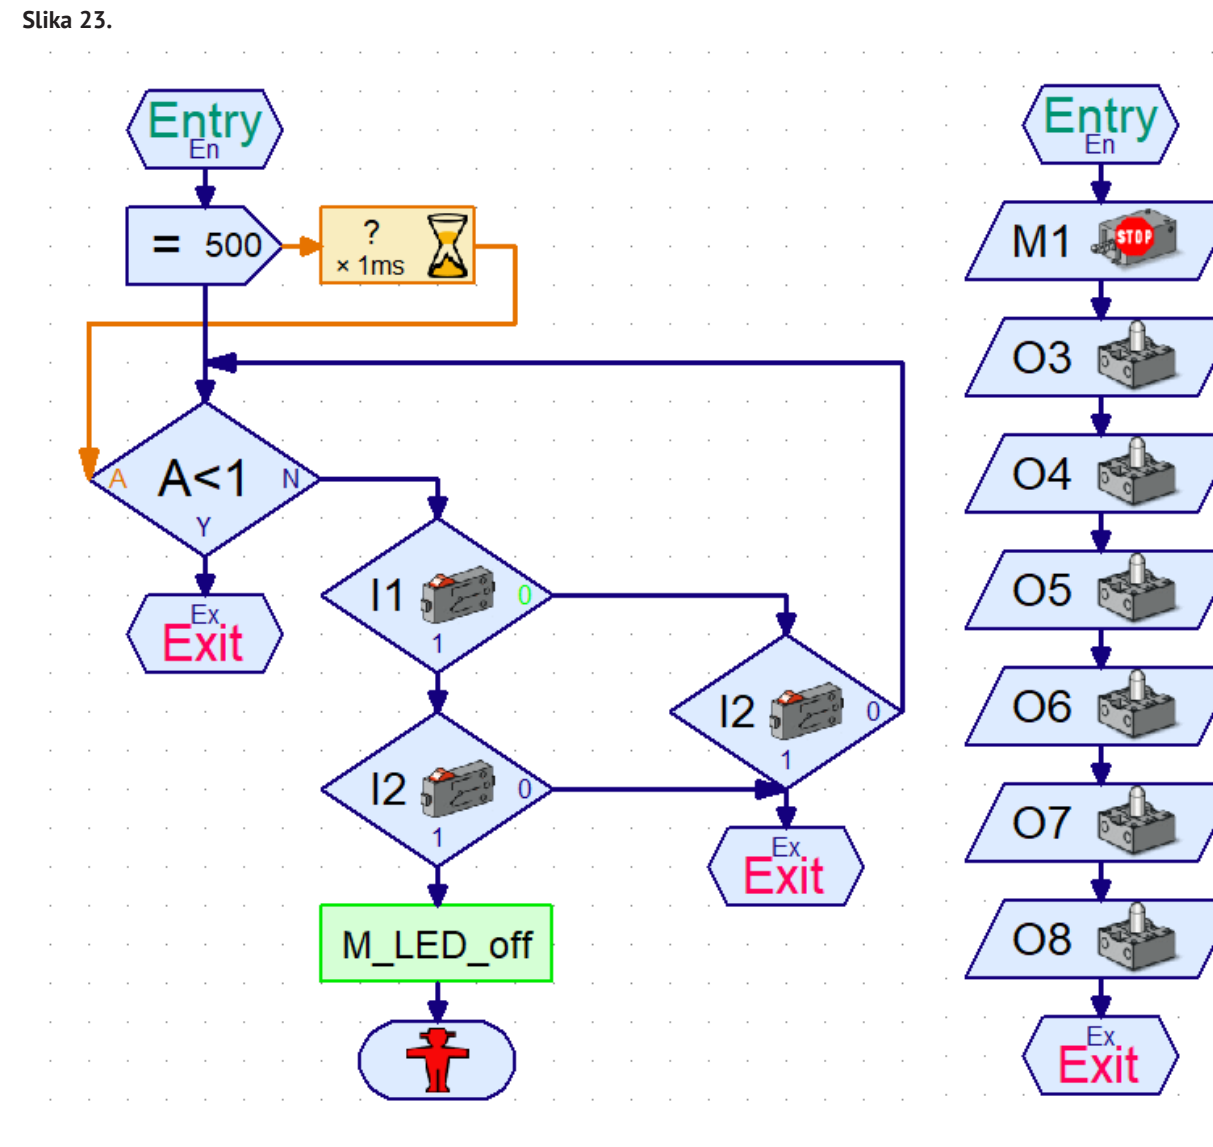 Slika 23.
Entry
En
= 500
?
× 1ms
A
A<1
N
Y
Ex
Exit
I1
0
1
I2
0
1
I2
0
1
Ex
Exit
M_LED_off
Entry
En
M1
STOP
O3
O4
O5
O6
O7
O8
Ex
Exit